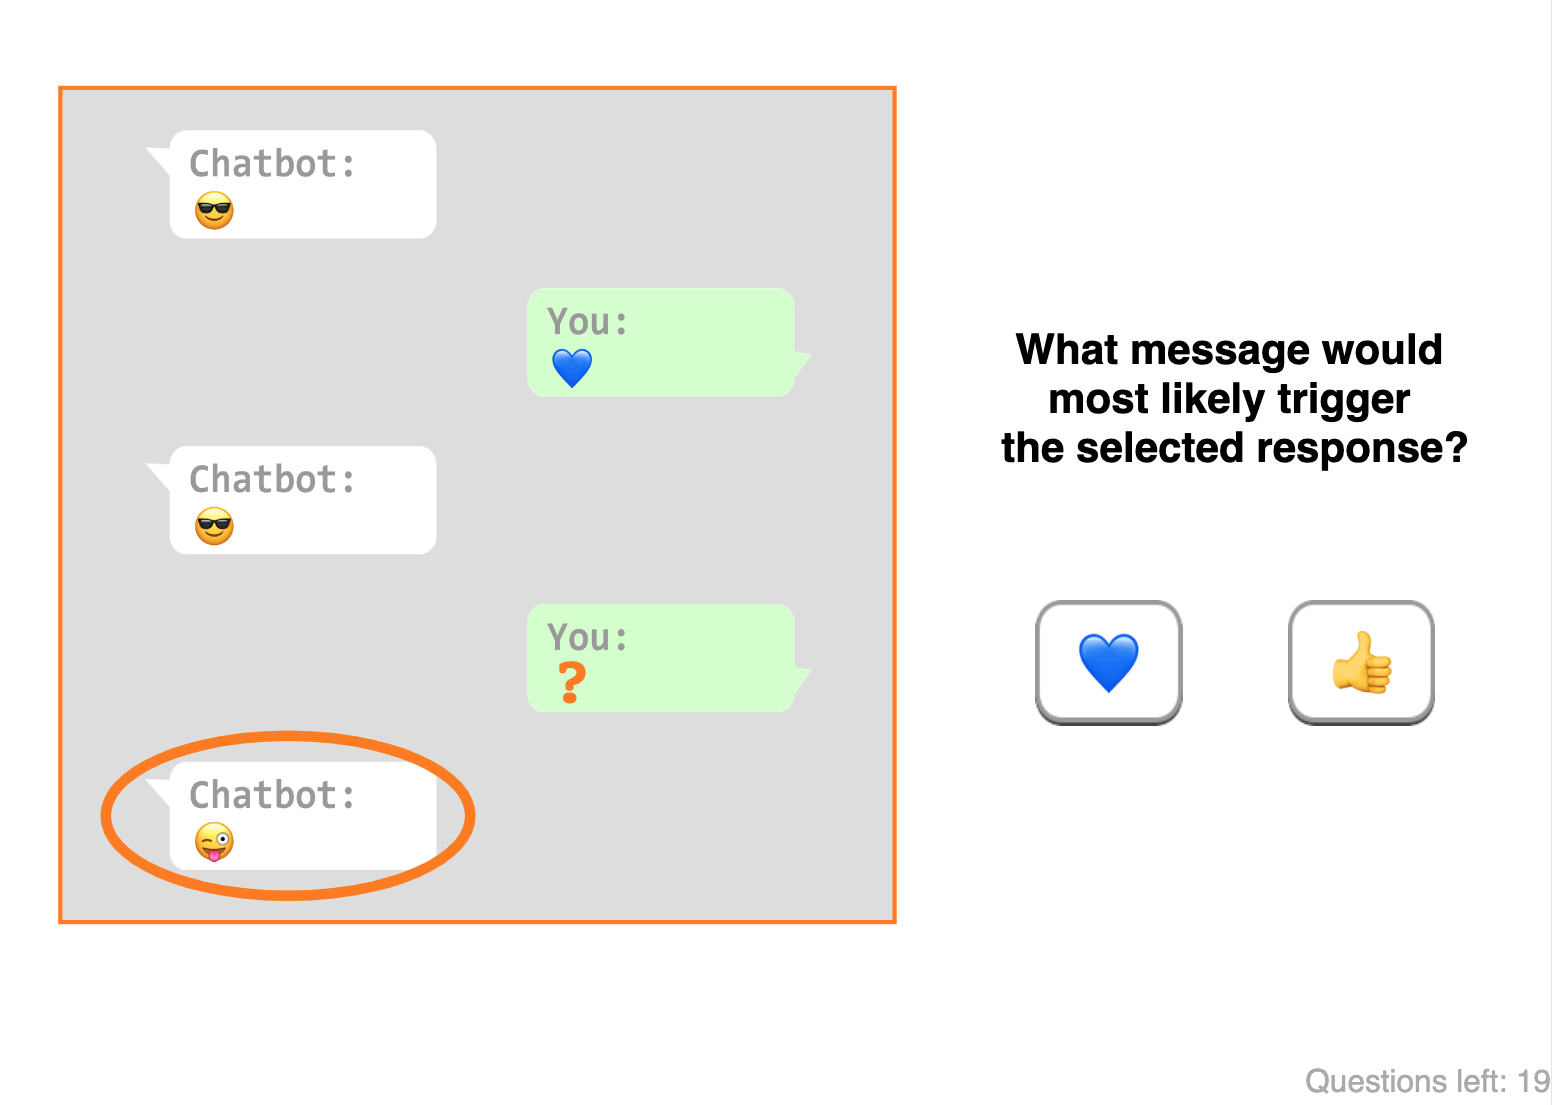 Chatbot:
😎
You:
💙
Chatbot:
😎
You:
?
Chatbot:
😜
What message would
most likely trigger
the selected response?
💙 👍
Questions left: 19